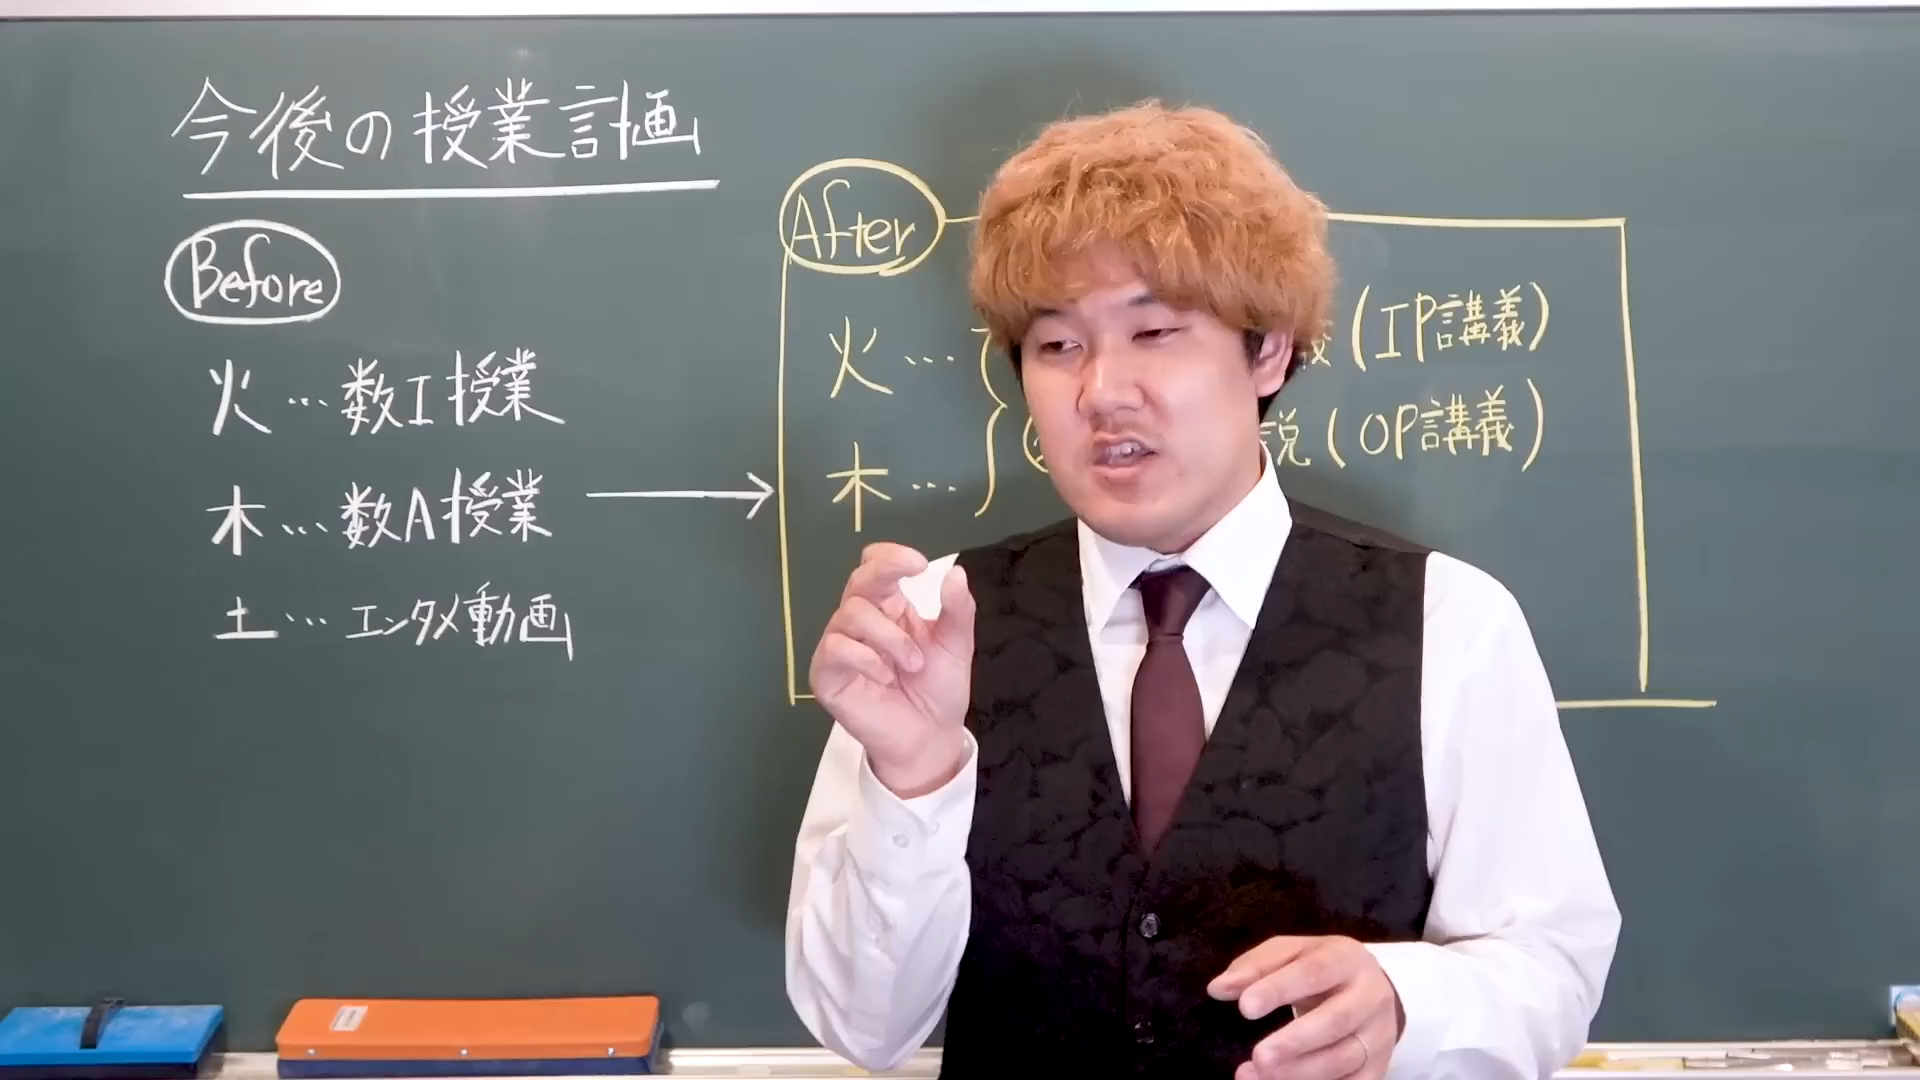 今後の授業計画
Before
火…数I授業
木…数A授業
土…エンタメ動画
After
火…
(IP講義)
木…
説(OP講義)